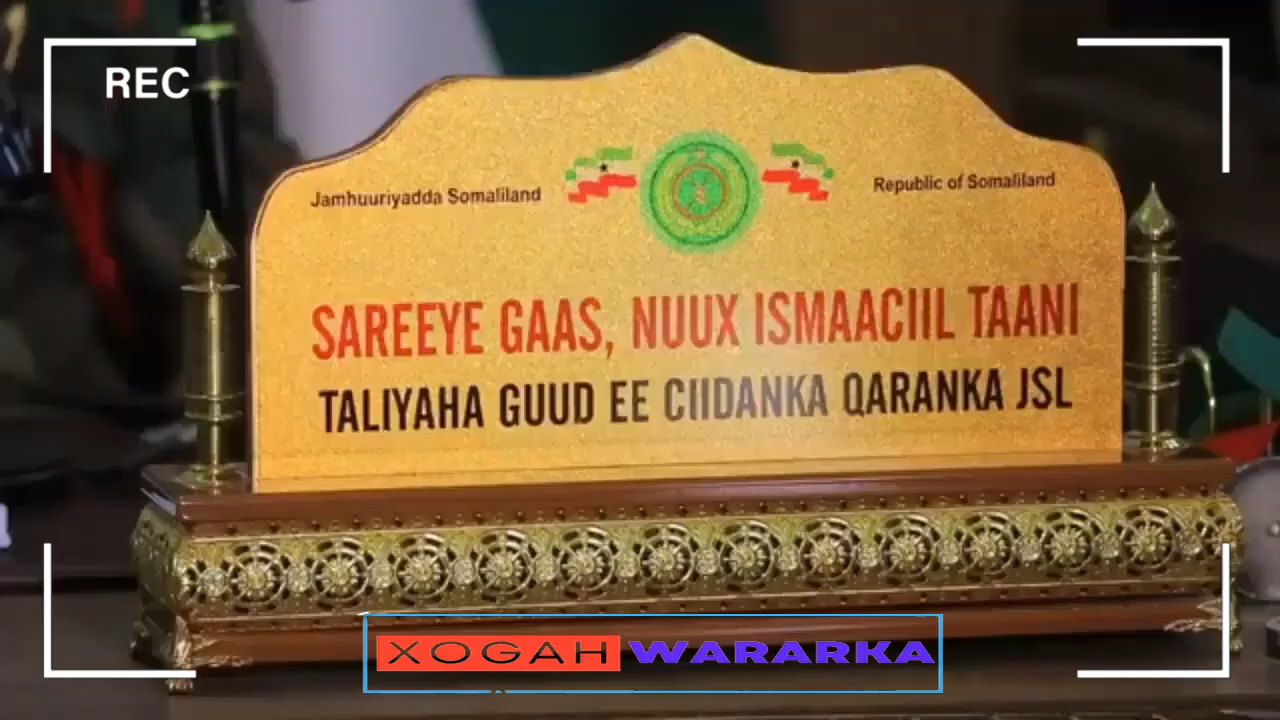 REC
Jamhuuriyadda Somaliland
Republic of Somaliland
SAREEYE GAAS, NUUX ISMAACIIL TAANI
TALIYAHA GUUD EE CIIDANKA QARANKA JSL
XOGAH WARARKA